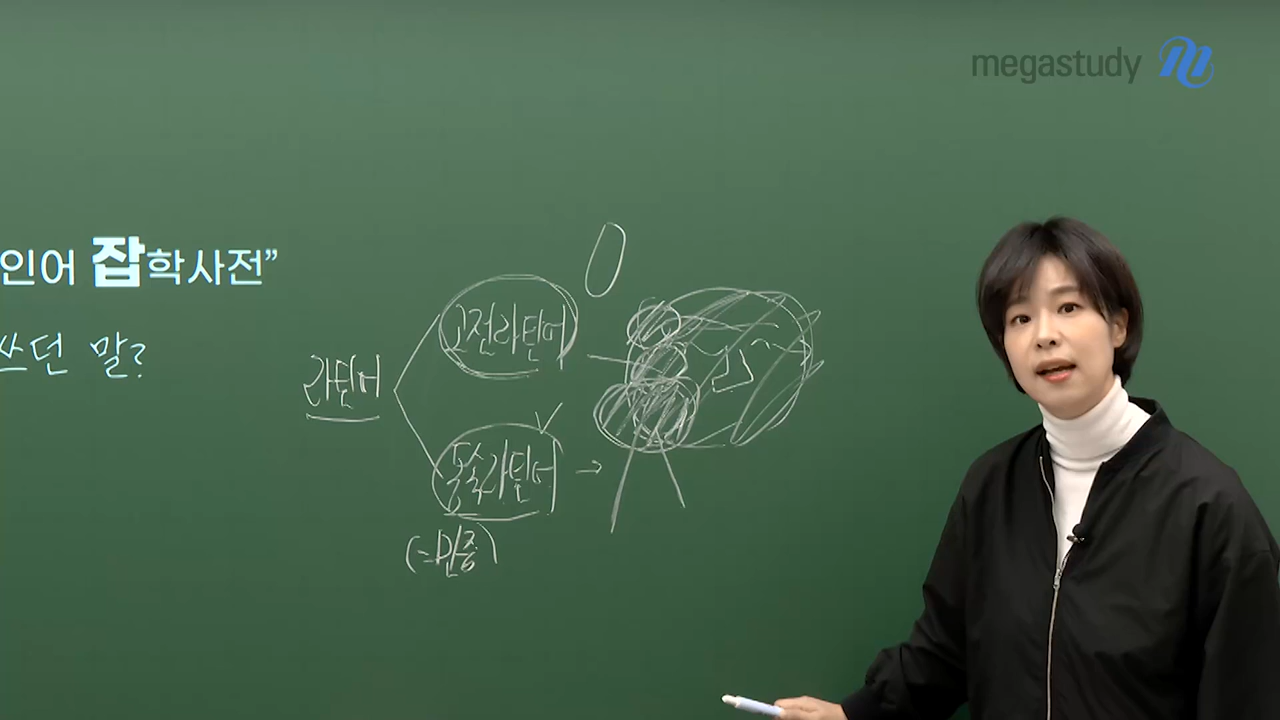 megastudy
인어 잡학사전”
쓰던 말?
고전라틴어
라틴어
통속라틴어 →
(=민중)